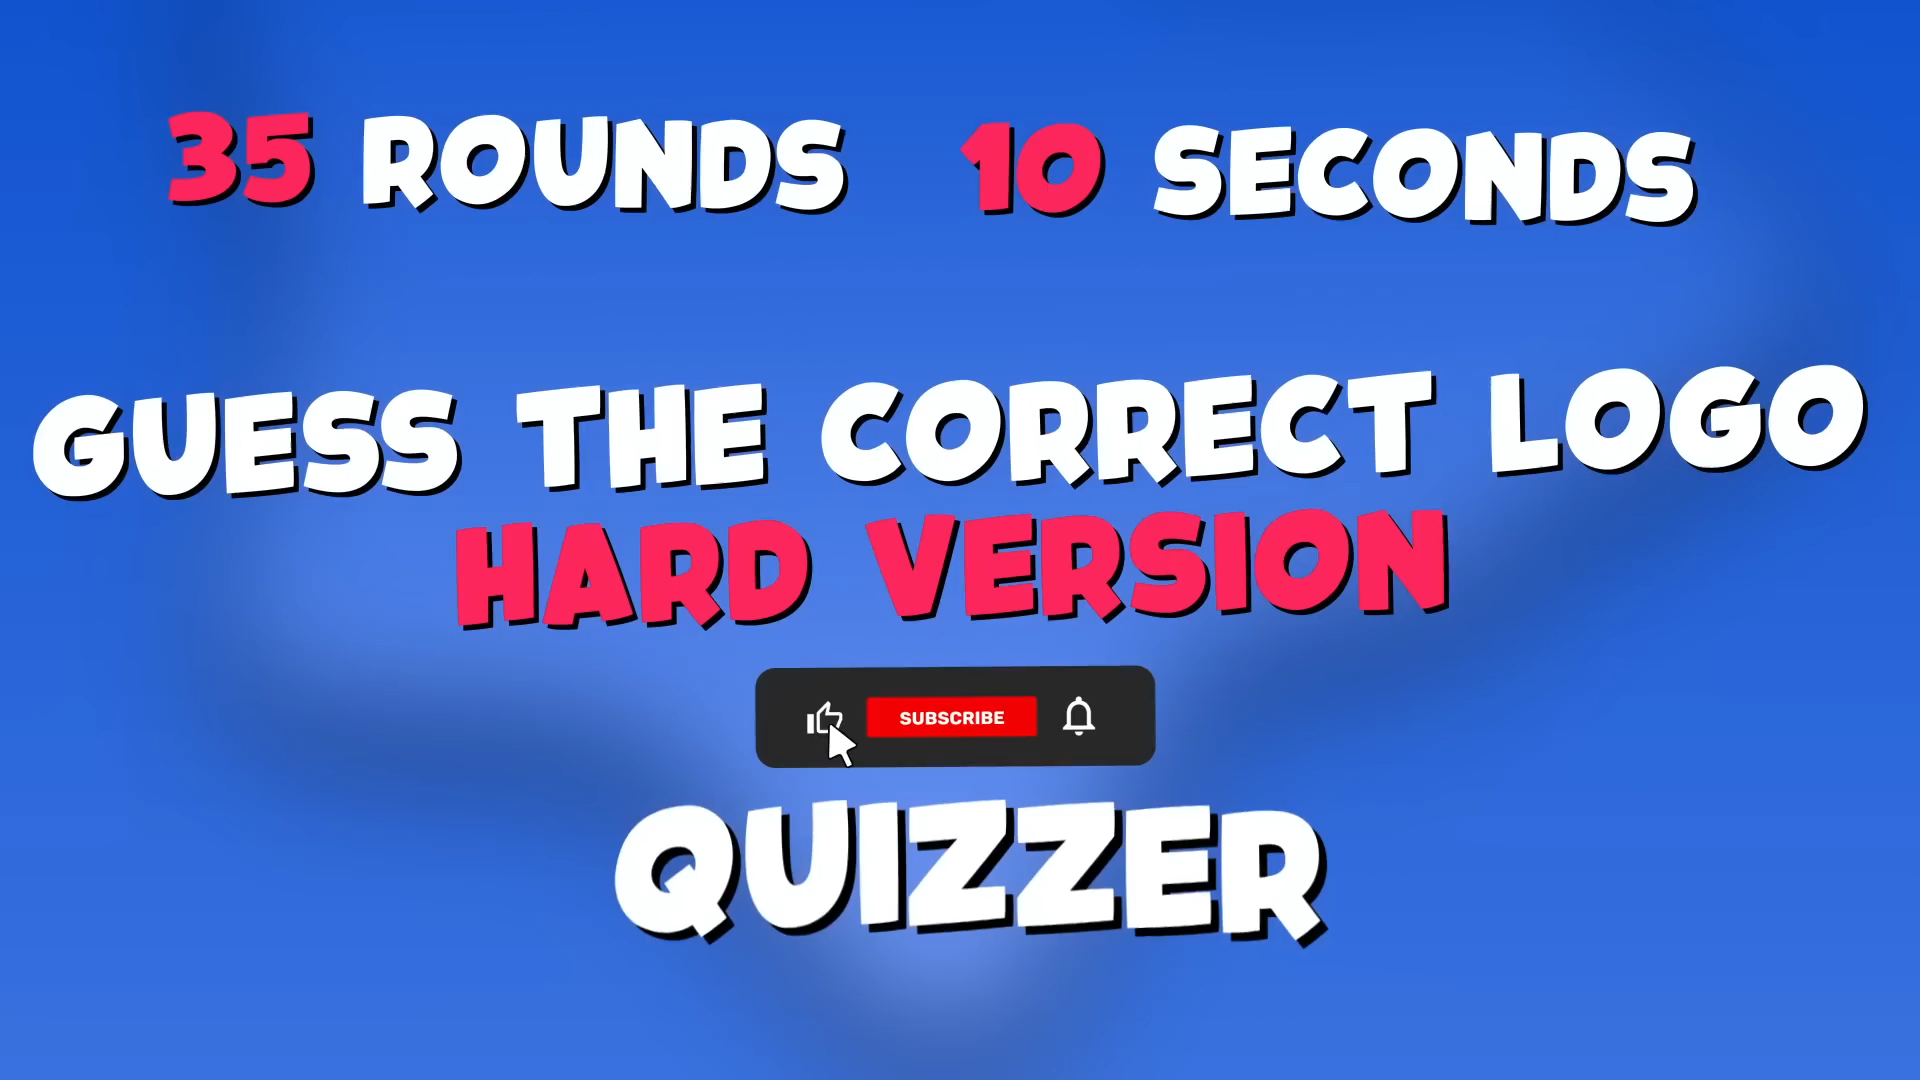 35 ROUNDS 10 SECONDS
GUESS THE CORRECT LOGO
HARD VERSION
SUBSCRIBE
QUIZZER